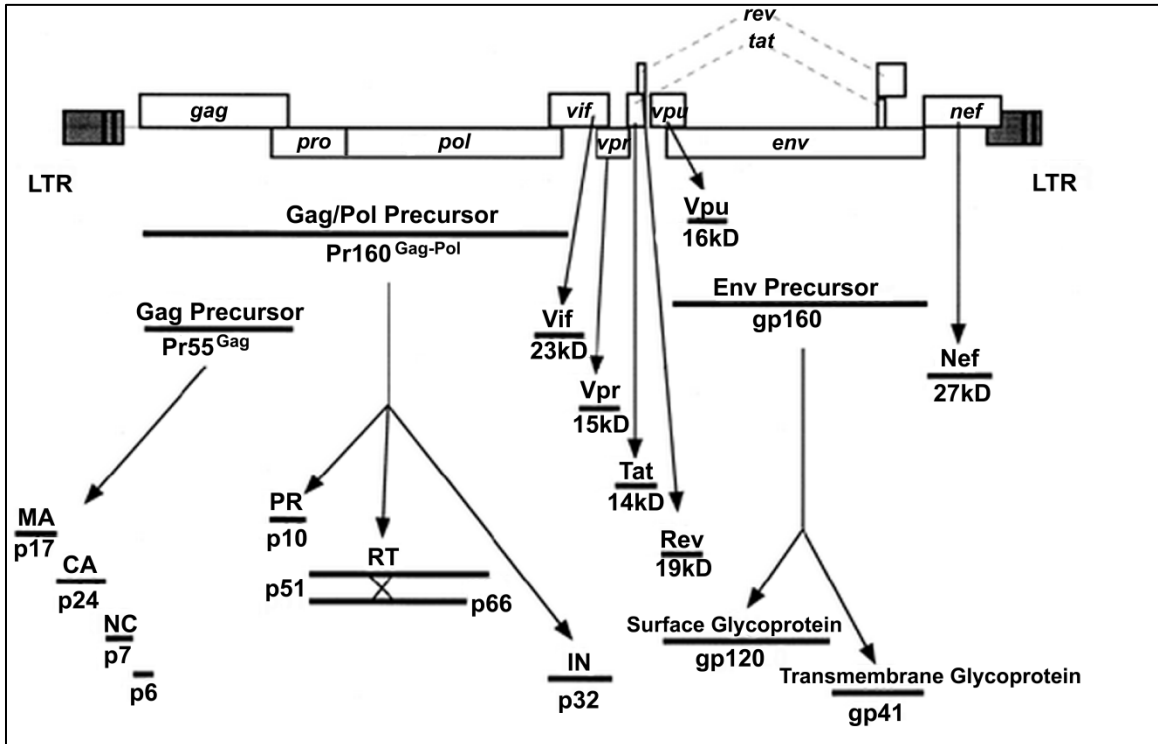 rev
tat
gag
vif
vpu
nef
pro
pol
vpr
env
LTR
LTR
Gag/Pol Precursor
Pr160 Gag-Pol
Vpu
16kD
Gag Precursor
Pr55 Gag
Env Precursor
gp160
Vif
23kD
Nef
27kD
Vpr
15kD
Tat
14kD
MA
p17
PR
p10
Rev
19kD
CA
p24
RT
p51
p66
NC
p7
p6
IN
p32
Surface Glycoprotein
gp120
Transmembrane Glycoprotein
gp41